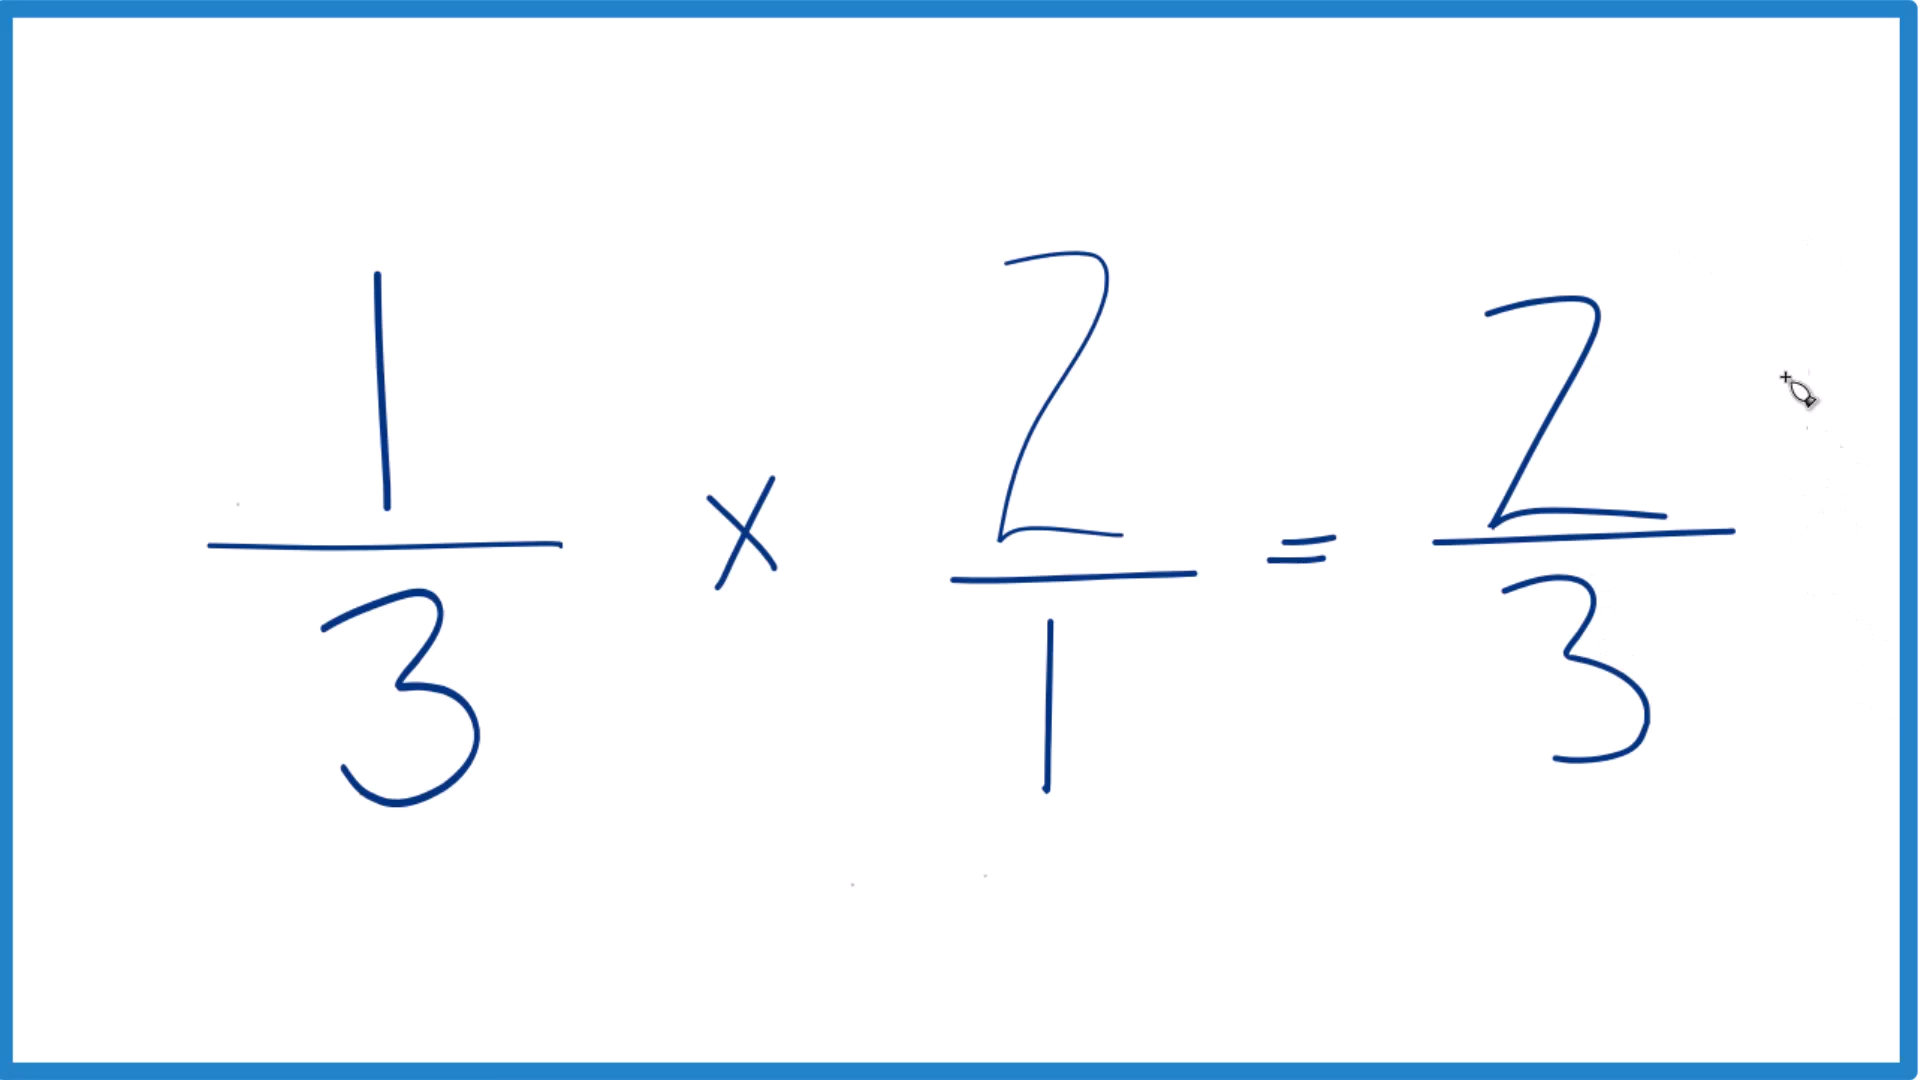 1/3 × 2/1 = 2/3